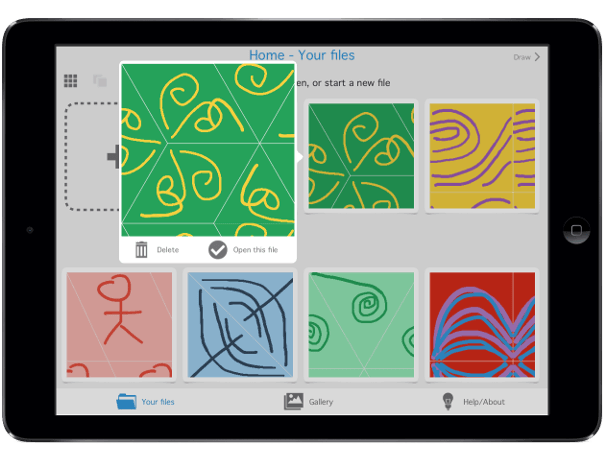 Home - Your files
Draw
en, or start a new file
Delete
Open this file
Your files
Gallery
Help/About